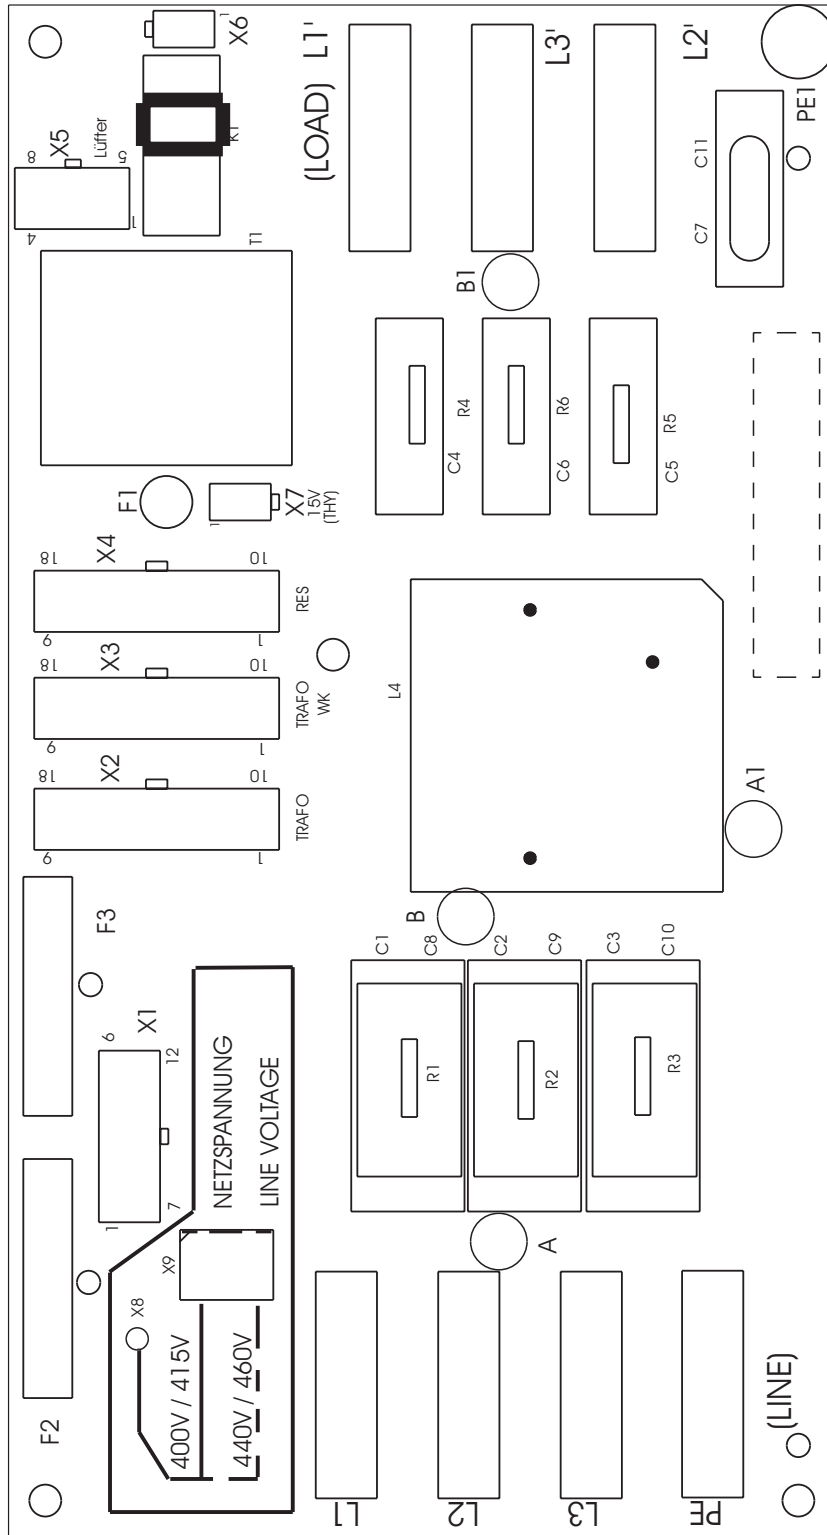 X6
1
L1'
L3'
L2'
(LOAD)
K1
PE1
X5
Lüfter
8
5
4
1
T1
C11
C7
B1
R4
R6
R5
C4
C6
C5
F1
X7
15V
(THY)
1
X4
18
10
9
1
RES
X3
18
10
9
1
TRAFO
WK
X2
18
10
9
1
TRAFO
L4
A1
B
C1
C8
C2
C9
C3
C10
F3
X1
6
12
1
7
R1
R2
R3
NETZSPANNUNG
LINE VOLTAGE
X9
X8
400V / 415V
440V / 460V
A
F2
(LINE)
L1
L2
L3
PE